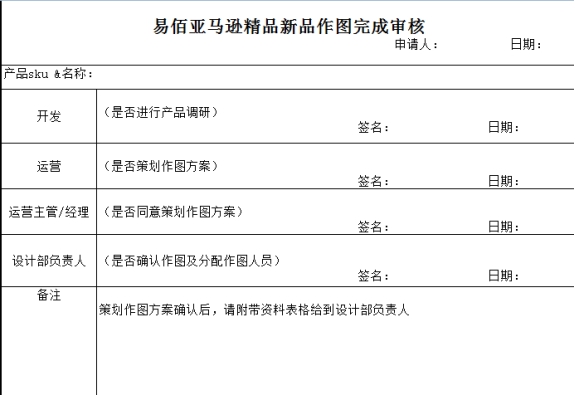 易佰亚马逊精品新品作图完成审核
申请人： 日期：
产品sku &名称：
开发 （是否进行产品调研）
签名： 日期：
运营 （是否策划作图方案）
签名： 日期：
运营主管/经理 （是否同意策划作图方案）
签名： 日期：
设计部负责人 （是否确认作图及分配作图人员）
签名： 日期：
备注
策划作图方案确认后，请附带资料表格给到设计部负责人